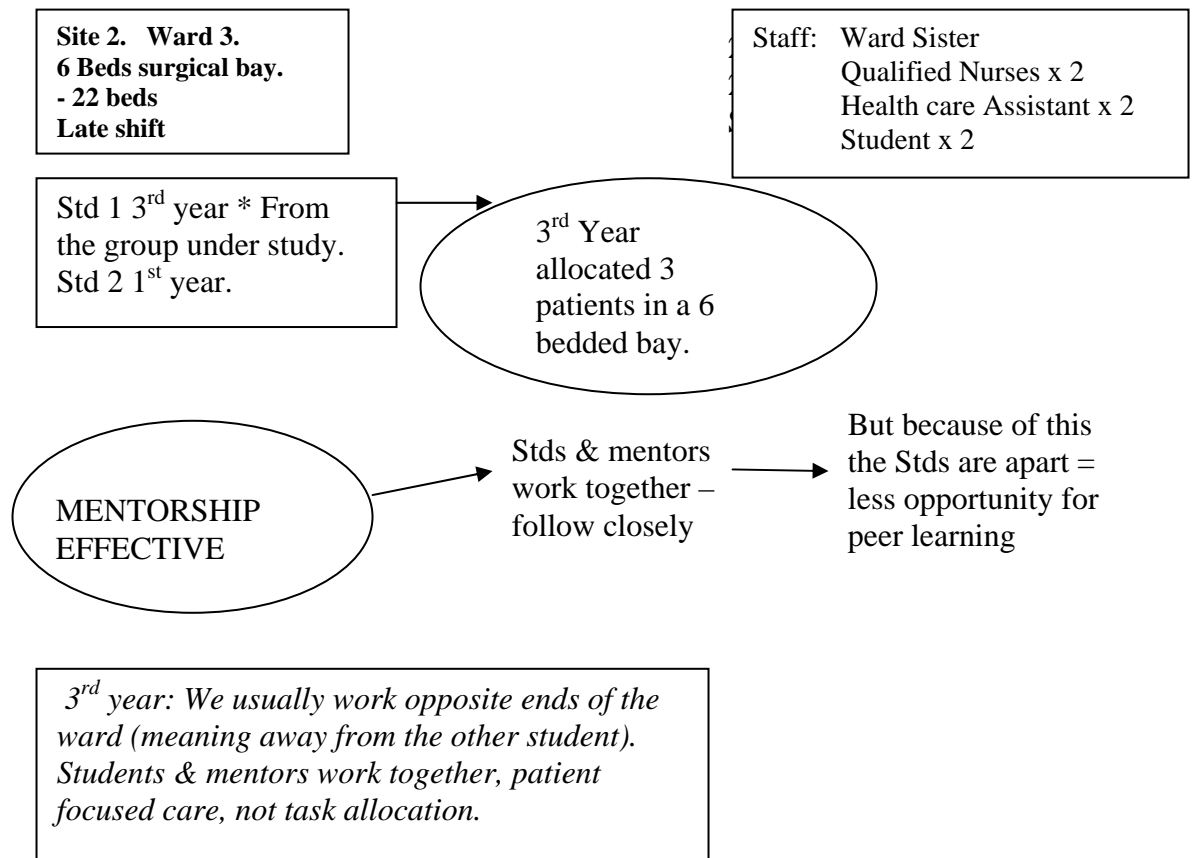 Site 2.   Ward 3.
6 Beds surgical bay.
- 22 beds
Late shift
Staff:   Ward Sister
Qualified Nurses x 2
Health care Assistant x 2
Student x 2
Std 1 3rd year * From
the group under study.
Std 2 1st year.
3rd Year
allocated 3
patients in a 6
bedded bay.
MENTORSHIP
EFFECTIVE
Stds & mentors
work together –
follow closely
But because of this
the Stds are apart =
less opportunity for
peer learning
3rd year: We usually work opposite ends of the
ward (meaning away from the other student).
Students & mentors work together, patient
focused care, not task allocation.